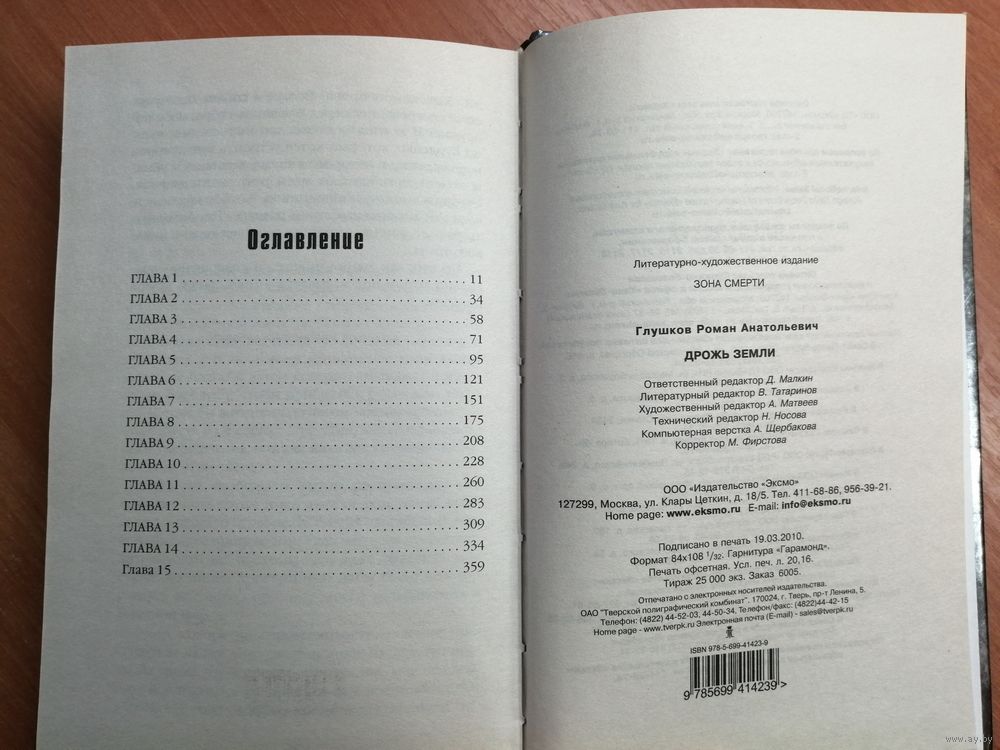 Оглавление
ГЛАВА 1 11
ГЛАВА 2 34
ГЛАВА 3 58
ГЛАВА 4 71
ГЛАВА 5 95
ГЛАВА 6 121
ГЛАВА 7 151
ГЛАВА 8 175
ГЛАВА 9 208
ГЛАВА 10 228
ГЛАВА 11 260
ГЛАВА 12 283
ГЛАВА 13 309
ГЛАВА 14 334
Глава 15 359
Литературно-художественное издание
ЗОНА СМЕРТИ
Глушков Роман Анатольевич
ДРОЖЬ ЗЕМЛИ
Ответственный редактор Д. Малкин
Литературный редактор В. Татаринов
Художественный редактор А. Матвеев
Технический редактор Н. Носова
Компьютерная верстка А. Щербакова
Корректор М. Фирстова
ООО «Издательство «Эксмо»
127299, Москва, ул. Клары Цеткин, д. 18/5. Тел. 411-68-86, 956-39-21.
Home page: www.eksmo.ru E-mail: info@eksmo.ru
Подписано в печать 19.03.2010.
Формат 84x108 1/32. Гарнитура «Гарамонд».
Печать офсетная. Усл. печ. л. 20,16.
Тираж 25 000 экз. Заказ 6005.
Отпечатано с электронных носителей издательства.
ОАО "Тверской полиграфический комбинат". 170024, г. Тверь, пр-т Ленина, 5.
Телефон: (4822) 44-52-03, 44-50-34, Телефон/факс: (4822)44-42-15
Home page - www.tverpk.ru Электронная почта (E-mail) - sales@tverpk.ru
ISBN 978-5-699-41423-9
9 785699 414239 >
www.ay.by